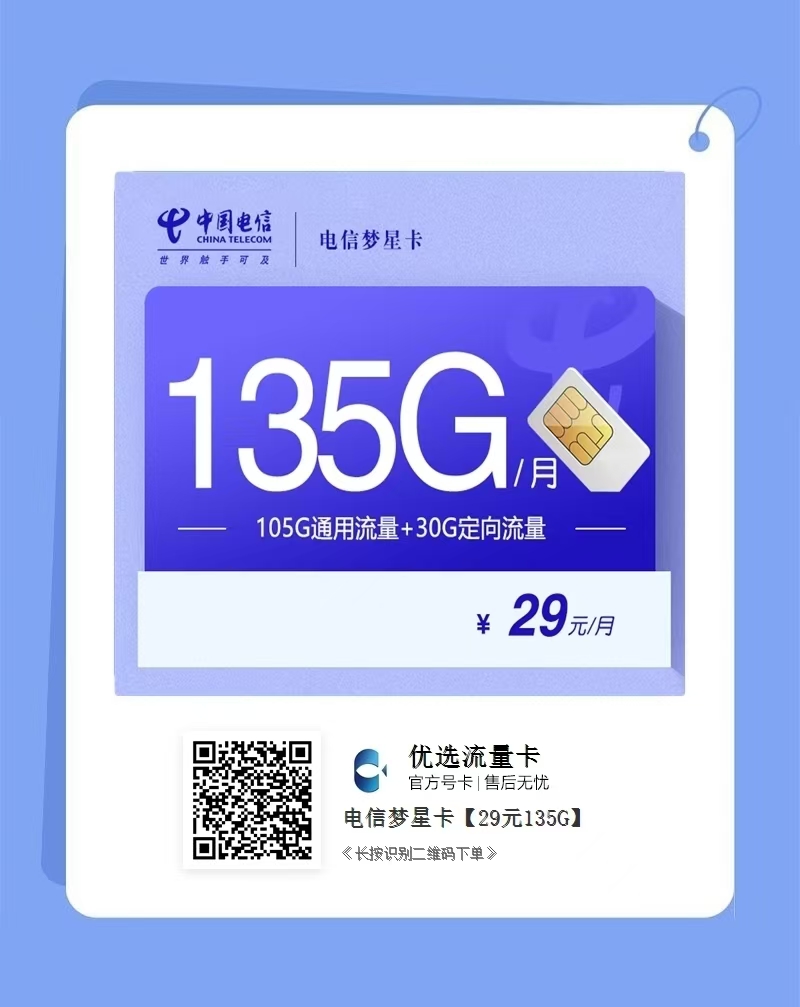 中国电信
CHINA TELECOM
世界触手可及
电信梦星卡
135G/月
105G通用流量+30G定向流量
¥ 29元/月
优选流量卡
官方号卡|售后无忧
电信梦星卡【29元135G】
《长按识别二维码下单》